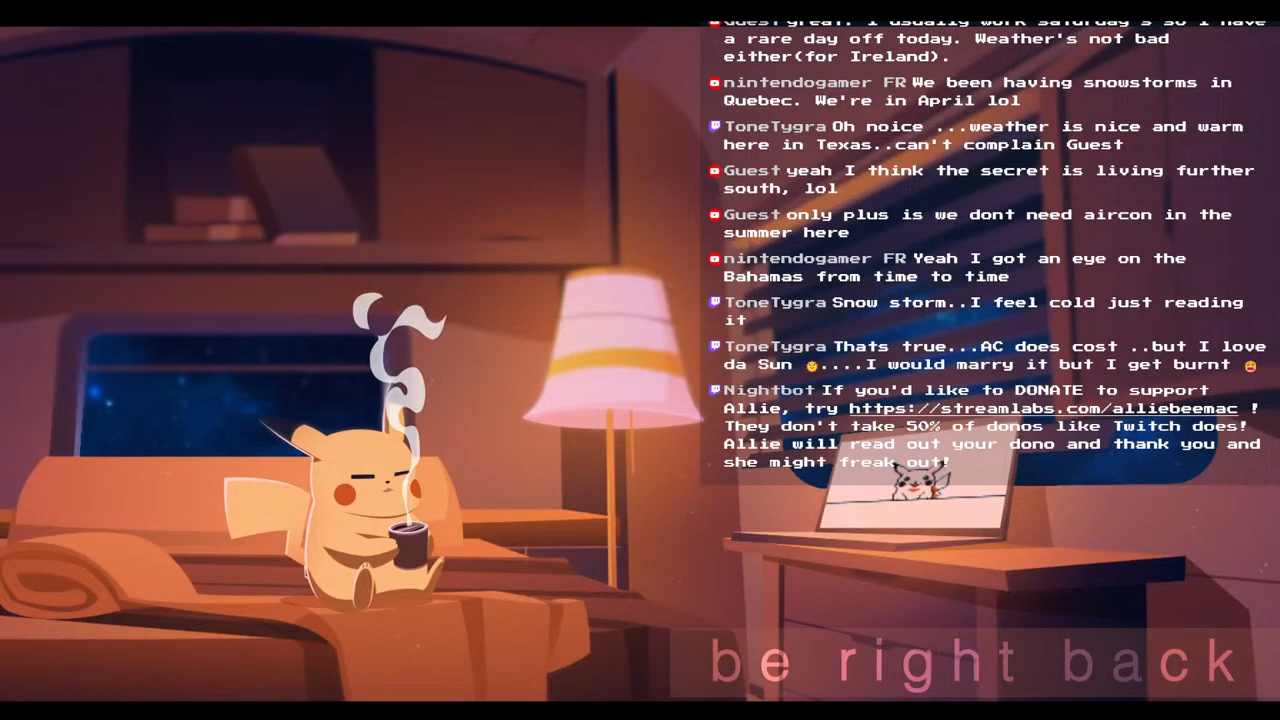 Guest great. I usually work saturday's so I have
a rare day off today. Weather's not bad
either(for Ireland).
nintendogamer FR We been having snowstorms in
Quebec. We're in April lol
ToneTygra Oh noice ...weather is nice and warm
here in Texas..can't complain Guest
Guest yeah I think the secret is living further
south, lol
Guest only plus is we dont need aircon in the
summer here
nintendogamer FR Yeah I got an eye on the
Bahamas from time to time
ToneTygra Snow storm..I feel cold just reading
it
ToneTygra Thats true...AC does cost ..but I love
da Sun 🌞....I would marry it but I get burnt 😩
Nightbot If you'd like to DONATE to support
Allie, try https://streamlabs.com/alliebeemac !
They don't take 50% of donos like Twitch does!
Allie will read out your dono and thank you and
she might freak out!
be right back